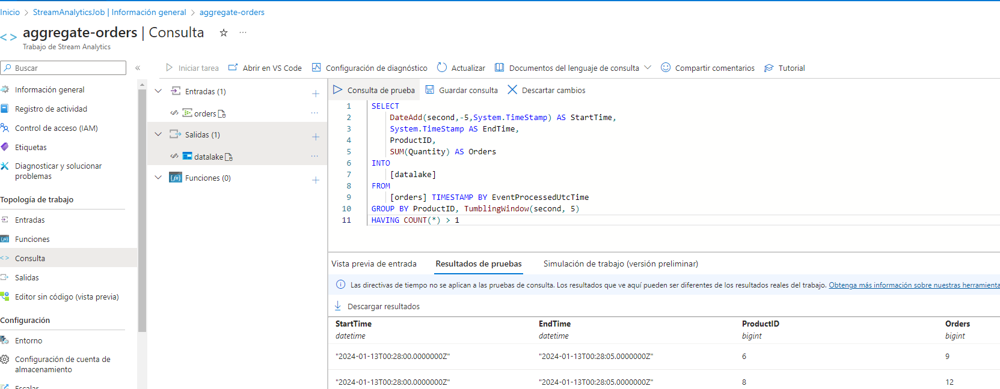 Inicio > StreamAnalyticsJob | Información general > aggregate-orders
aggregate-orders | Consulta
Trabajo de Stream Analytics
Buscar
Información general
Registro de actividad
Control de acceso (IAM)
Etiquetas
Diagnosticar y solucionar
problemas
Topología de trabajo
Entradas
Funciones
Consulta
Salidas
Editor sin código (vista previa)
Configuración
Entorno
Configuración de cuenta de
almacenamiento
Escalar
Iniciar tarea Abrir en VS Code Configuración de diagnóstico Actualizar Documentos del lenguaje de consulta Compartir comentarios Tutorial
Entradas (1)
orders
Salidas (1)
datalake
Funciones (0)
Consulta de prueba Guardar consulta Descartar cambios
1 SELECT
2 DateAdd(second,-5,System.TimeStamp) AS StartTime,
3 System.TimeStamp AS EndTime,
4 ProductID,
5 SUM(Quantity) AS Orders
6 INTO
7 [datalake]
8 FROM
9 [orders] TIMESTAMP BY EventProcessedUtcTime
10 GROUP BY ProductID, TumblingWindow(second, 5)
11 HAVING COUNT(*) > 1
Vista previa de entrada Resultados de pruebas Simulación de trabajo (versión preliminar)
Las directivas de tiempo no se aplican a las pruebas de consulta. Los resultados que ve aquí pueden ser diferentes de los resultados reales del trabajo. Obtenga más información sobre nuestras herramienta
Descargar resultados
StartTime EndTime ProductID Orders
datetime datetime bigint bigint
"2024-01-13T00:28:00.0000000Z" "2024-01-13T00:28:05.0000000Z" 6 9
"2024-01-13T00:28:00.0000000Z" "2024-01-13T00:28:05.0000000Z" 8 12